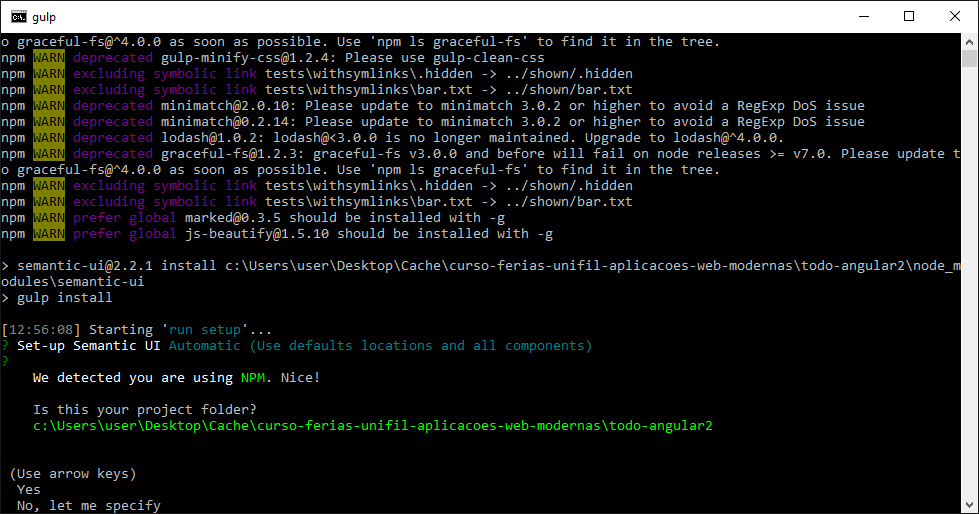 gulp
o graceful-fs@^4.0.0 as soon as possible. Use 'npm ls graceful-fs' to find it in the tree.
npm WARN deprecated gulp-minify-css@1.2.4: Please use gulp-clean-css
npm WARN excluding symbolic link tests\withsymlinks\.hidden -> ../shown/.hidden
npm WARN excluding symbolic link tests\withsymlinks\bar.txt -> ../shown/bar.txt
npm WARN deprecated minimatch@2.0.10: Please update to minimatch 3.0.2 or higher to avoid a RegExp DoS issue
npm WARN deprecated minimatch@0.2.14: Please update to minimatch 3.0.2 or higher to avoid a RegExp DoS issue
npm WARN deprecated lodash@1.0.2: lodash@<3.0.0 is no longer maintained. Upgrade to lodash@^4.0.0.
npm WARN deprecated graceful-fs@1.2.3: graceful-fs v3.0.0 and before will fail on node releases >= v7.0. Please update t
o graceful-fs@^4.0.0 as soon as possible. Use 'npm ls graceful-fs' to find it in the tree.
npm WARN excluding symbolic link tests\withsymlinks\.hidden -> ../shown/.hidden
npm WARN excluding symbolic link tests\withsymlinks\bar.txt -> ../shown/bar.txt
npm WARN prefer global marked@0.3.5 should be installed with -g
npm WARN prefer global js-beautify@1.5.10 should be installed with -g
> semantic-ui@2.2.1 install c:\Users\user\Desktop\Cache\curso-ferias-unifil-aplicacoes-web-modernas\todo-angular2\node_m
odules\semantic-ui
> gulp install
[12:56:08] Starting 'run setup'...
? Set-up Semantic UI Automatic (Use defaults locations and all components)
?
We detected you are using NPM. Nice!
Is this your project folder?
c:\Users\user\Desktop\Cache\curso-ferias-unifil-aplicacoes-web-modernas\todo-angular2
(Use arrow keys)
Yes
No, let me specify